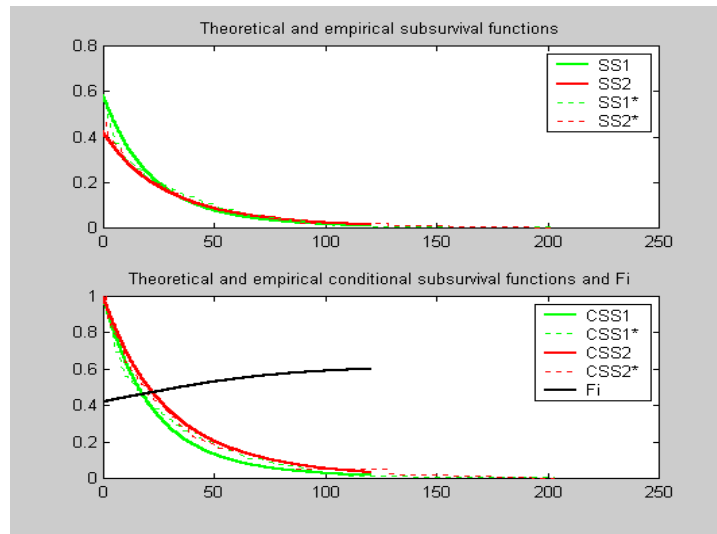 Theoretical and empirical subsurvival functions
0.8
0.6
0.4
0.2
0
0
50
100
150
200
250
SS1
SS2
SS1*
SS2*
Theoretical and empirical conditional subsurvival functions and Fi
1
0.8
0.6
0.4
0.2
0
0
50
100
150
200
250
CSS1
CSS1*
CSS2
CSS2*
Fi